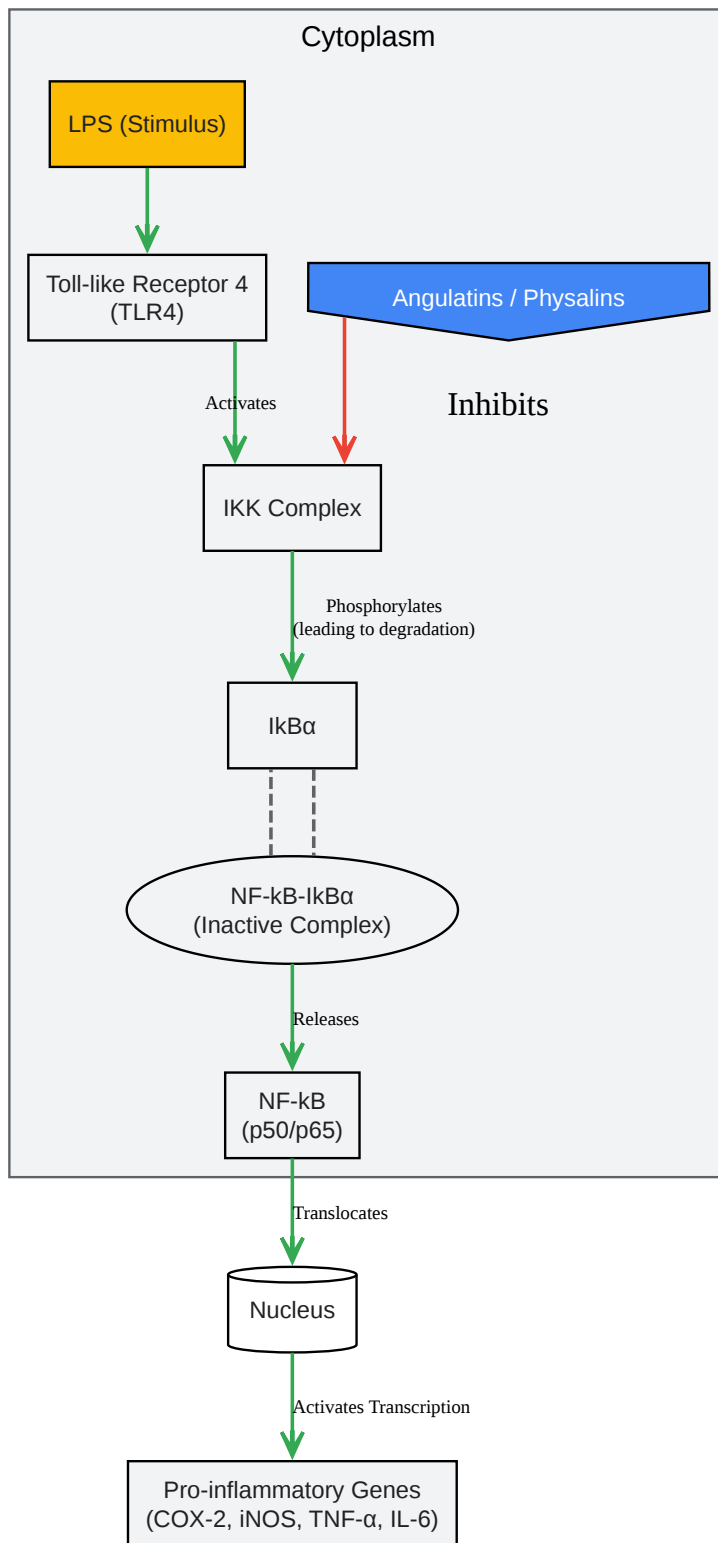 Cytoplasm
LPS (Stimulus)
Toll-like Receptor 4
(TLR4)
Angulatins / Physalins
Activates
Inhibits
IKK Complex
Phosphorylates
(leading to degradation)
IkBα
NF-kB-IkBα
(Inactive Complex)
Releases
NF-kB
(p50/p65)
Translocates
Nucleus
Activates Transcription
Pro-inflammatory Genes
(COX-2, iNOS, TNF-α, IL-6)